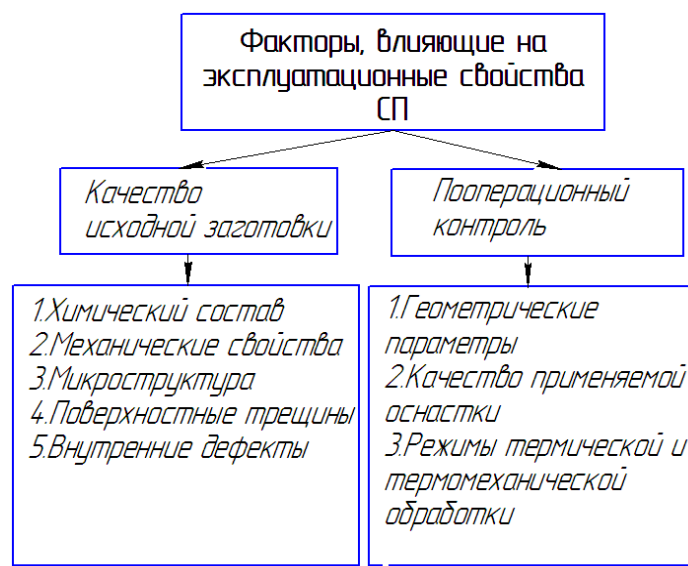 Факторы, влияющие на
эксплуатационные свойства
СП
Качество
исходной заготовки
Пооперационный
контроль
1.Химический состав
2.Механические свойства
3.Микроструктура
4.Поверхностные трещины
5.Внутренние дефекты
1.Геометрические
параметры
2.Качество применяемой
оснастки
3.Режимы термической и
термомеханической
обработки